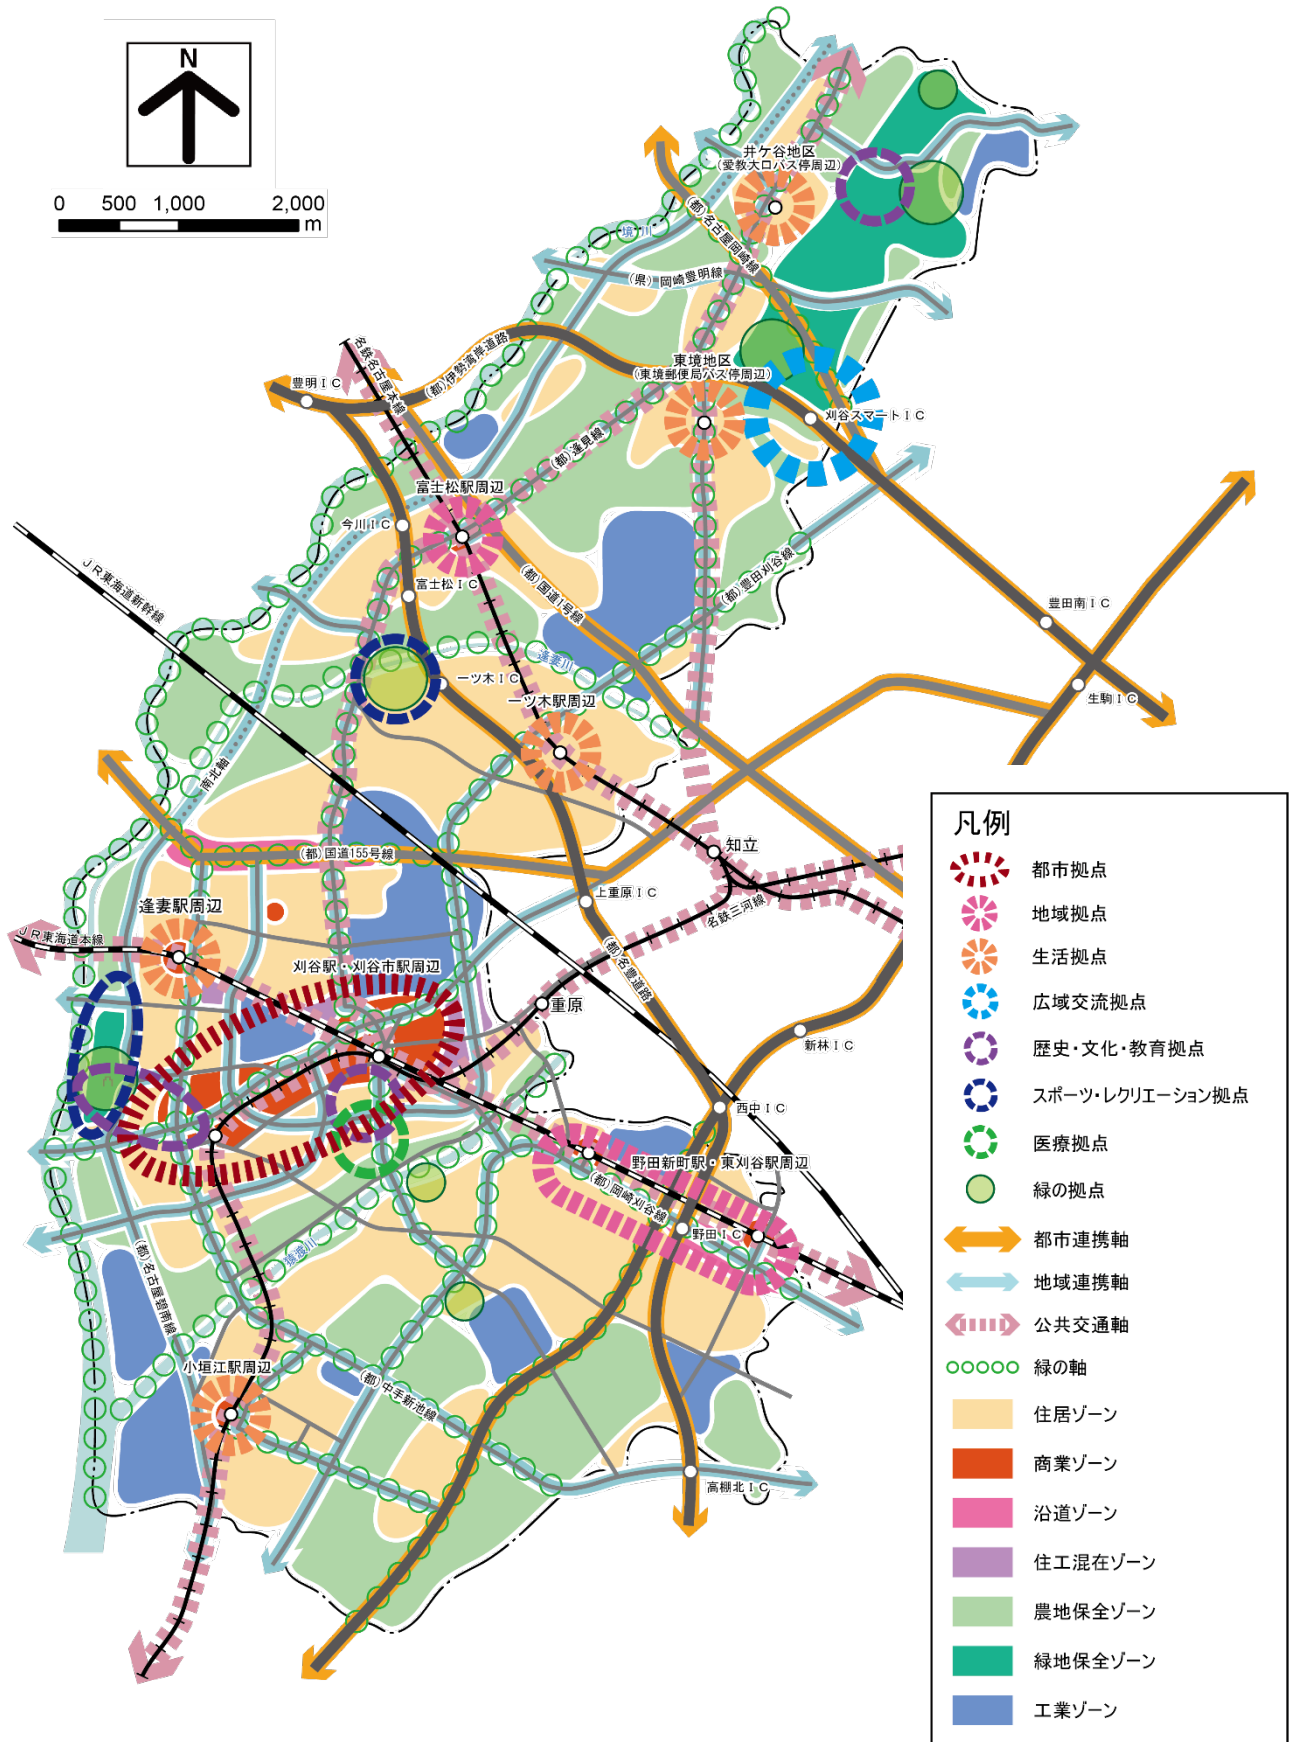 N
0 500 1,000 2,000
m
井ケ谷地区
(愛教大口バス停周辺)
(都)名古屋岡崎線
境川
(県)岡崎豊明線
名鉄名古屋本線
(都)伊勢湾岸道路
豊明IC
東境地区
(東境郵便局バス停周辺)
刈谷スマートIC
(都)逢見線
富士松駅周辺
今川IC
JR東海道新幹線
富士松IC
(都)国道1号線
(都)豊田刈谷線
豊田南IC
逢妻川
一ツ木IC
一ツ木駅周辺
生駒IC
南北軸
(都)国道155号線
知立
上重原IC
名鉄三河線
逢妻駅周辺
JR東海道本線
刈谷駅・刈谷市駅周辺
(都)名豊道路
重原
新林IC
西中IC
野田新町駅・東刈谷駅周辺
(都)岡崎刈谷線
野田IC
猿渡川
(都)名古屋碧南線
小垣江駅周辺
(都)中手新池線
高棚北IC
凡例
都市拠点
地域拠点
生活拠点
広域交流拠点
歴史・文化・教育拠点
スポーツ・レクリエーション拠点
医療拠点
緑の拠点
都市連携軸
地域連携軸
公共交通軸
緑の軸
住居ゾーン
商業ゾーン
沿道ゾーン
住工混在ゾーン
農地保全ゾーン
緑地保全ゾーン
工業ゾーン